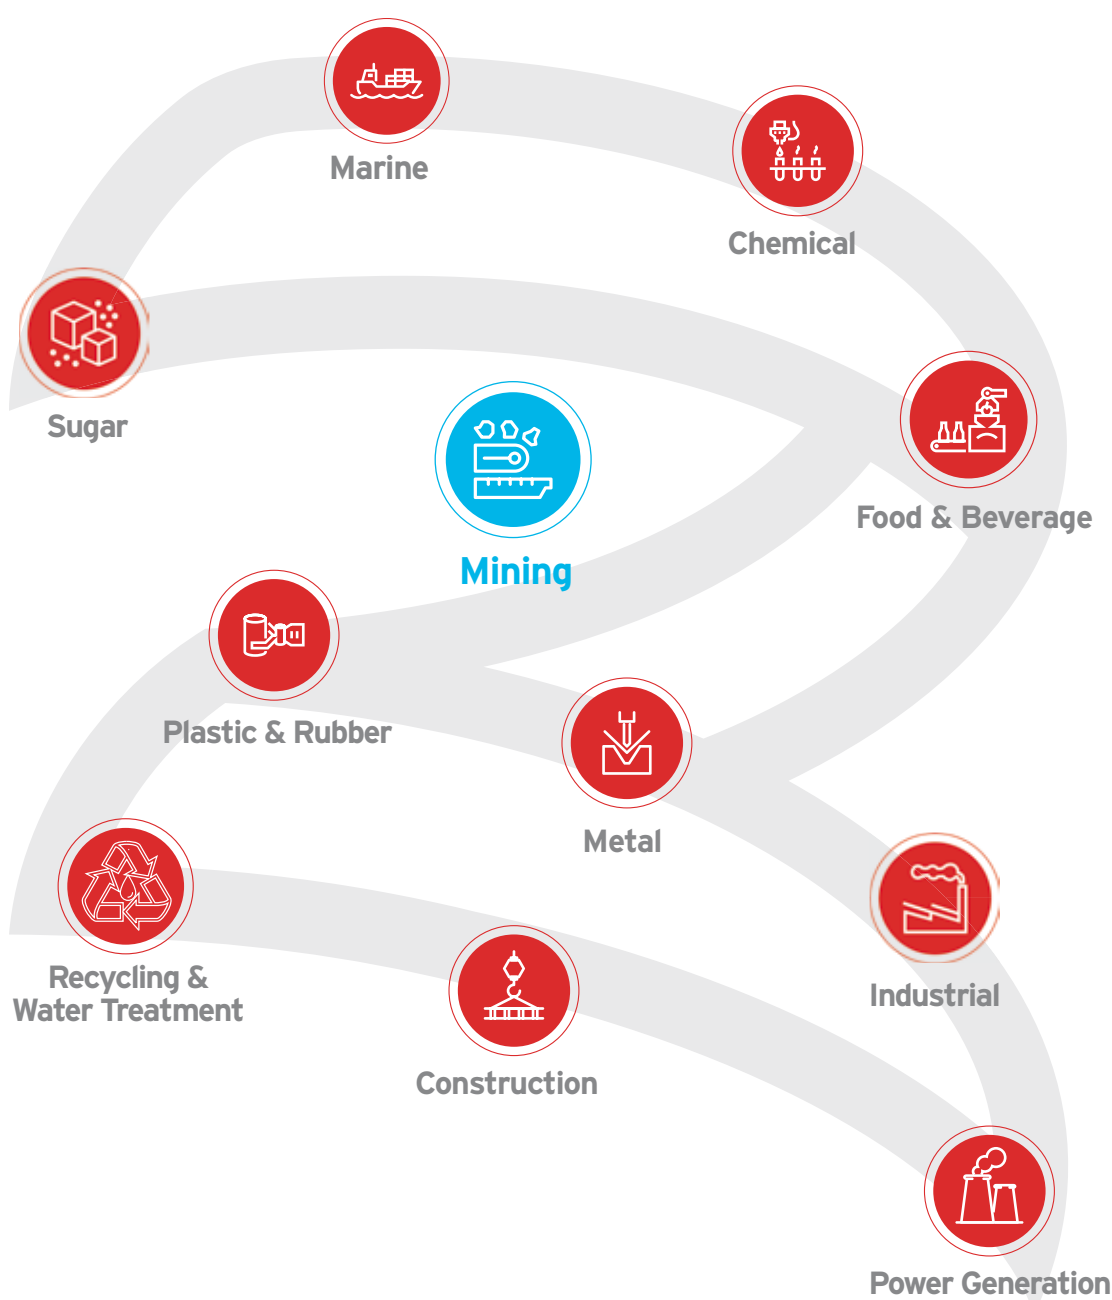 Marine
Chemical
Sugar
Food & Beverage
Mining
Plastic & Rubber
Metal
Recycling &
Water Treatment
Industrial
Construction
Power Generation